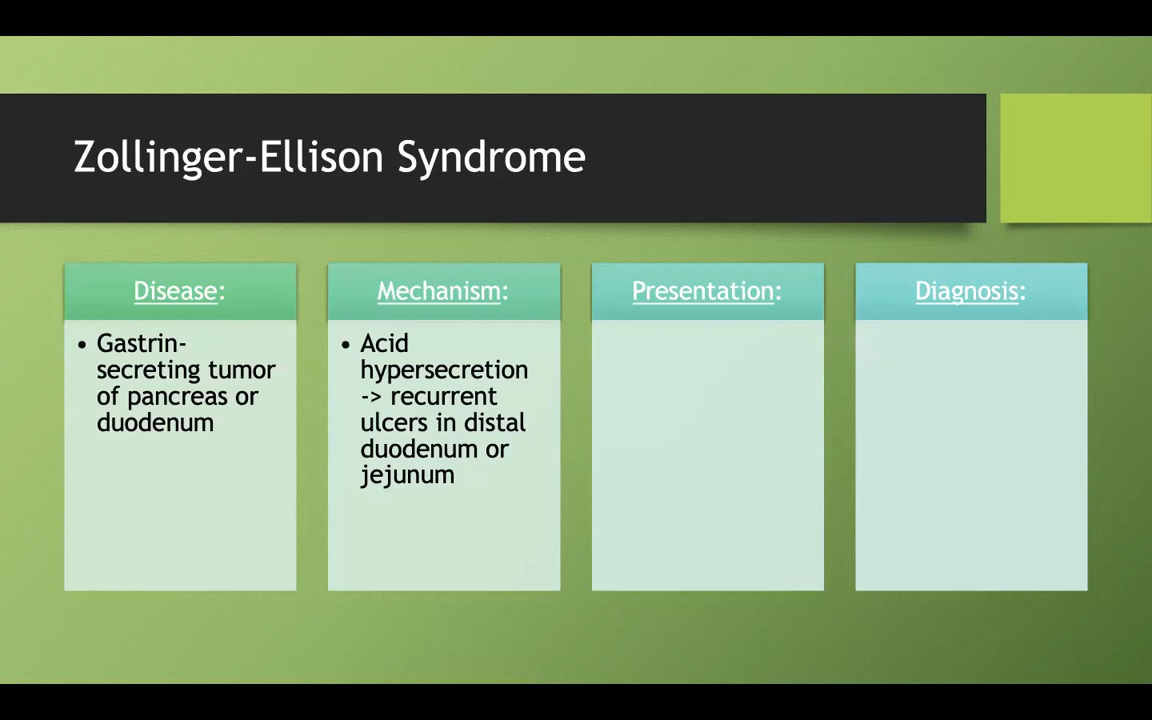 Zollinger-Ellison Syndrome
Disease:
• Gastrin-
secreting tumor
of pancreas or
duodenum
Mechanism:
• Acid
hypersecretion
-> recurrent
ulcers in distal
duodenum or
jejunum
Presentation:
Diagnosis: